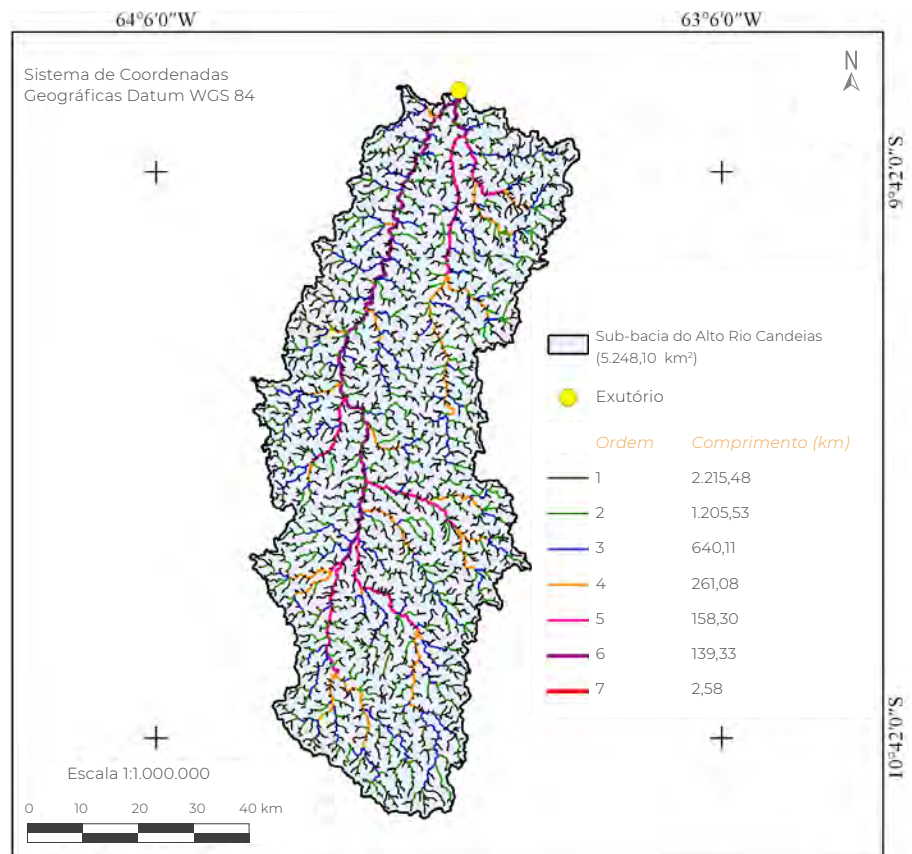 64°6'0"W
63°6'0"W
Sistema de Coordenadas
Geográficas Datum WGS 84
N
9°42'0"S
Sub-bacia do Alto Rio Candeias
(5.248,10 km²)
Exutório
Ordem Comprimento (km)
1 2.215,48
2 1.205,53
3 640,11
4 261,08
5 158,30
6 139,33
7 2,58
10°42'0"S
Escala 1:1.000.000
0 10 20 30 40 km